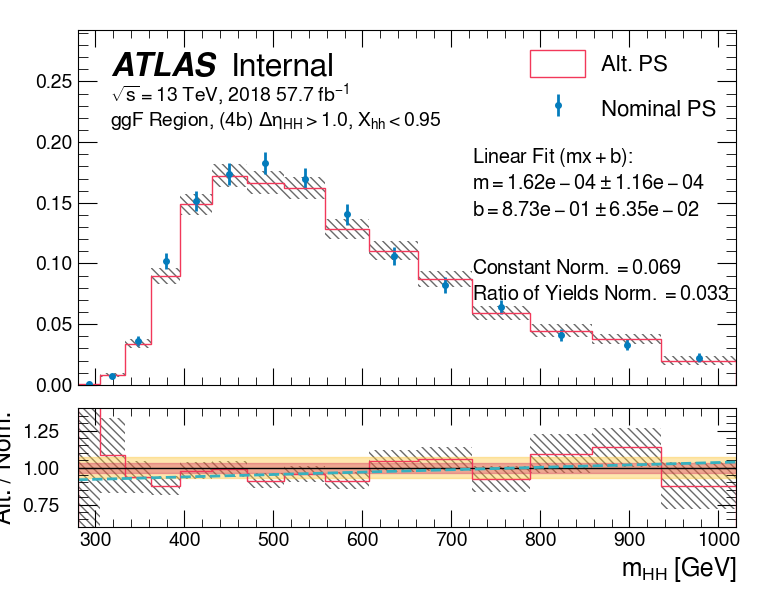 ATLAS Internal
√s = 13 TeV, 2018 57.7 fb⁻¹
ggF Region, (4b) Δη_HH > 1.0, X_hh < 0.95
Alt. PS
Nominal PS
Linear Fit (mx + b):
m = 1.62e − 04 ± 1.16e − 04
b = 8.73e − 01 ± 6.35e − 02
Constant Norm. = 0.069
Ratio of Yields Norm. = 0.033
0.25
0.20
0.15
0.10
0.05
0.00
Alt. / Nom.
1.25
1.00
0.75
300 400 500 600 700 800 900 1000
m_HH [GeV]